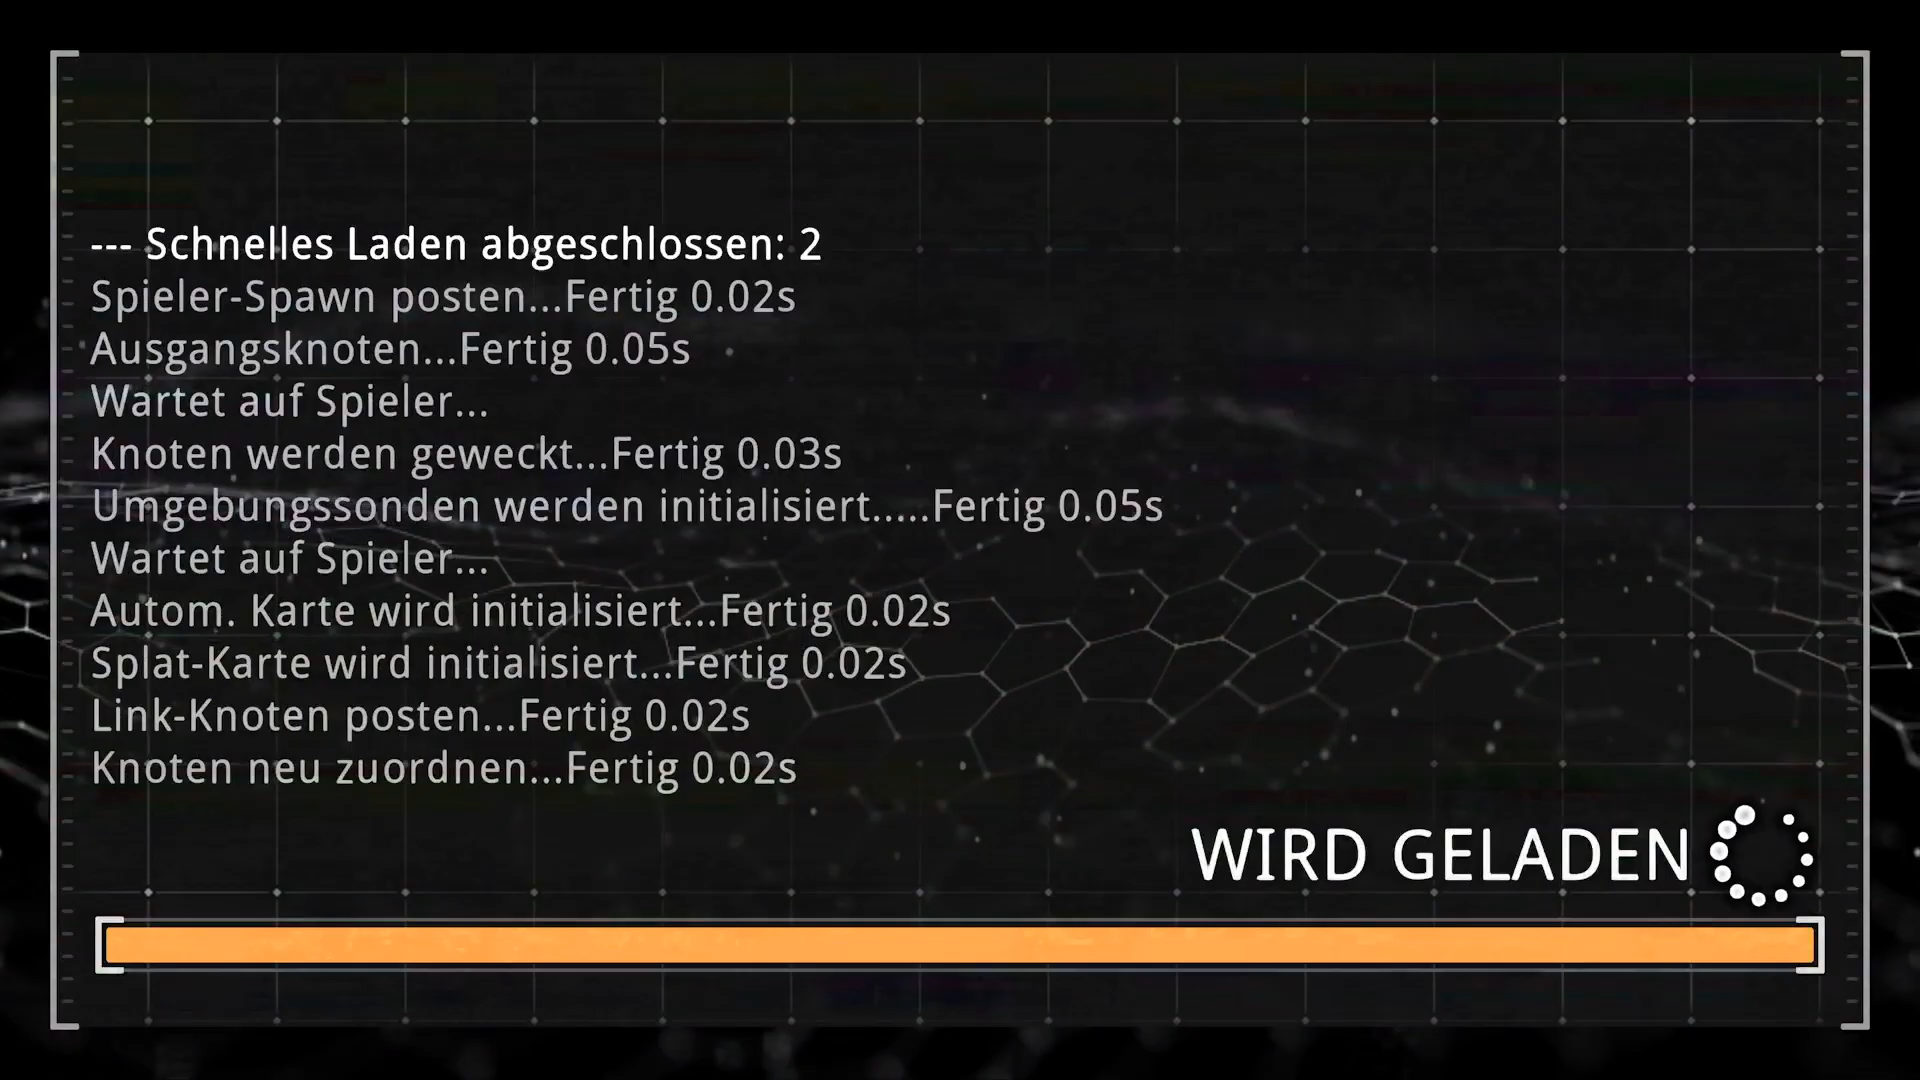 --- Schnelles Laden abgeschlossen: 2
Spieler-Spawn posten...Fertig 0.02s
Ausgangsknoten...Fertig 0.05s
Wartet auf Spieler...
Knoten werden geweckt...Fertig 0.03s
Umgebungssonden werden initialisiert.....Fertig 0.05s
Wartet auf Spieler...
Autom. Karte wird initialisiert...Fertig 0.02s
Splat-Karte wird initialisiert...Fertig 0.02s
Link-Knoten posten...Fertig 0.02s
Knoten neu zuordnen...Fertig 0.02s
WIRD GELADEN